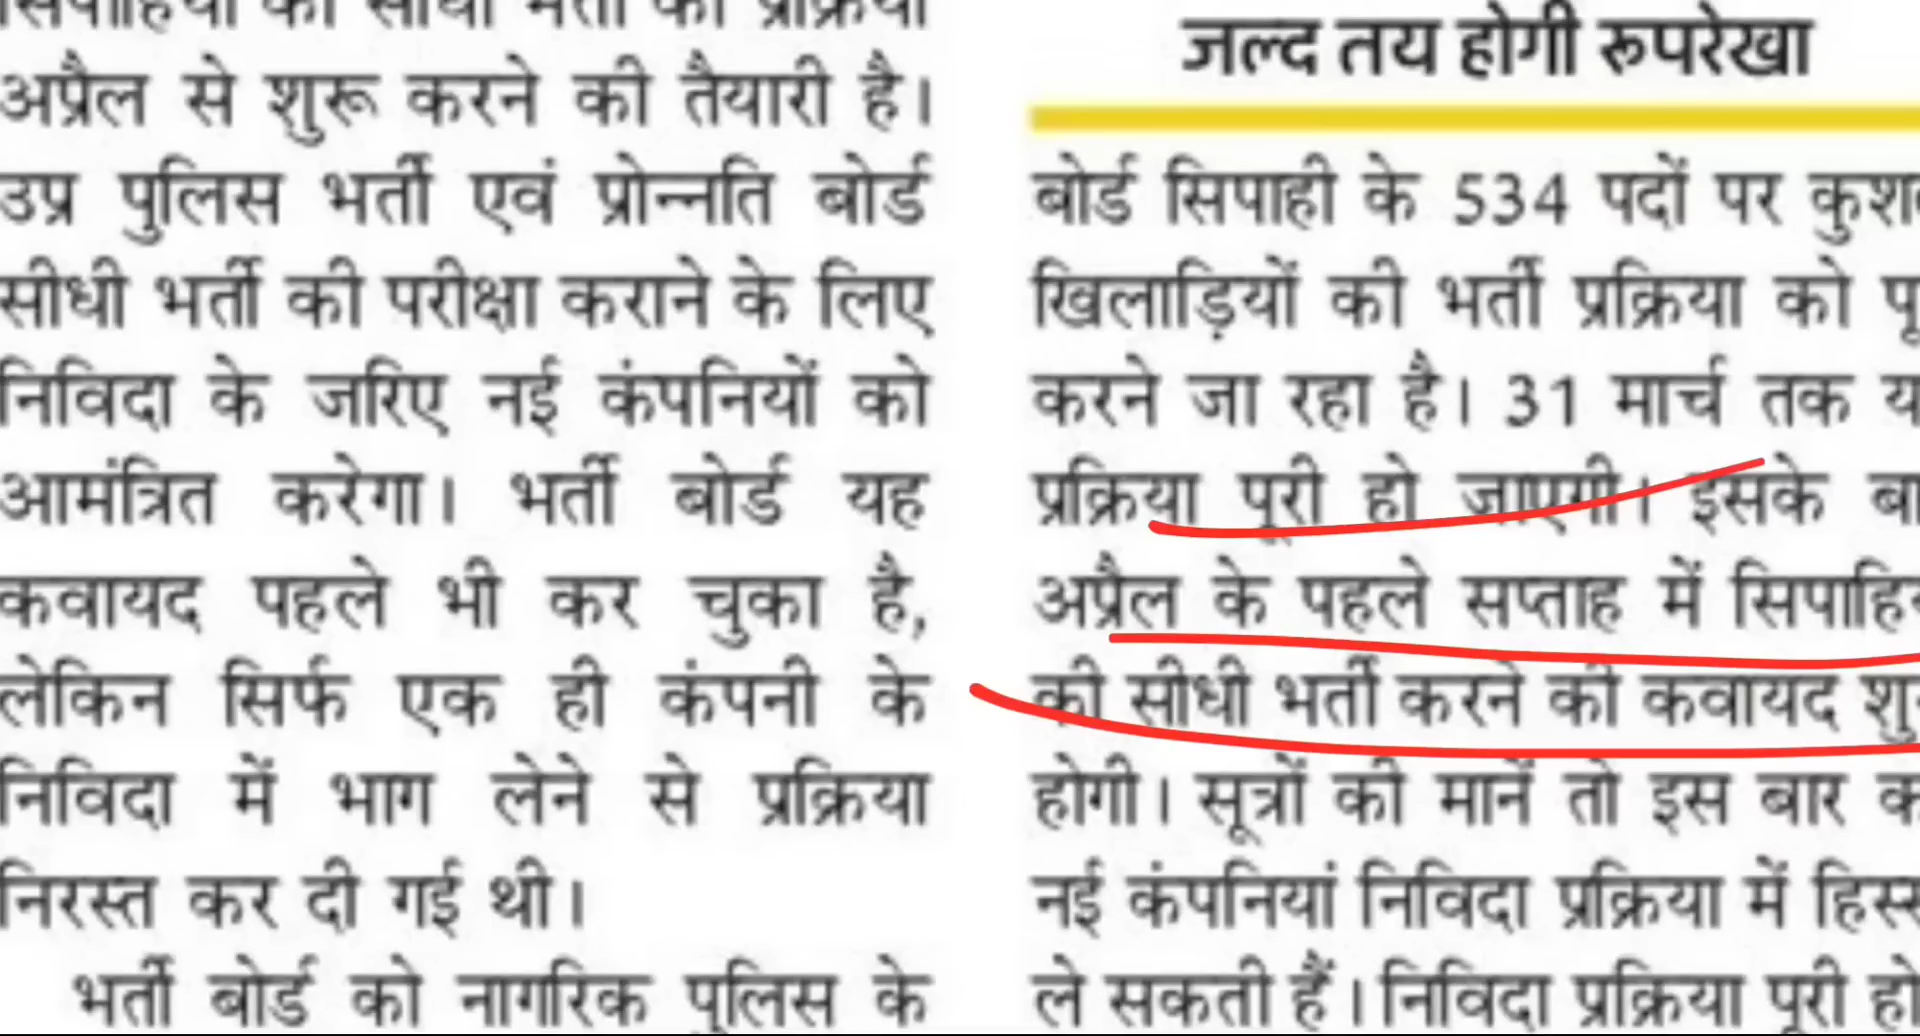 सिपाहियों की सीधी भर्ती की प्रक्रिया
अप्रैल से शुरू करने की तैयारी है।
उप्र पुलिस भर्ती एवं प्रोन्नति बोर्ड
सीधी भर्ती की परीक्षा कराने के लिए
निविदा के जरिए नई कंपनियों को
आमंत्रित करेगा। भर्ती बोर्ड यह
कवायद पहले भी कर चुका है,
लेकिन सिर्फ एक ही कंपनी के
निविदा में भाग लेने से प्रक्रिया
निरस्त कर दी गई थी।
भर्ती बोर्ड को नागरिक पुलिस के
जल्द तय होगी रूपरेखा
बोर्ड सिपाही के 534 पदों पर
खिलाड़ियों की भर्ती प्रक्रिया को
करने जा रहा है। 31 मार्च तक
प्रक्रिया पूरी हो जाएगी। इसके
अप्रैल के पहले सप्ताह में
की सीधी भर्ती करने की कवायद
होगी। सूत्रों की मानें तो इस बार
नई कंपनियां निविदा प्रक्रिया में
ले सकती हैं। निविदा प्रक्रिया पूरी